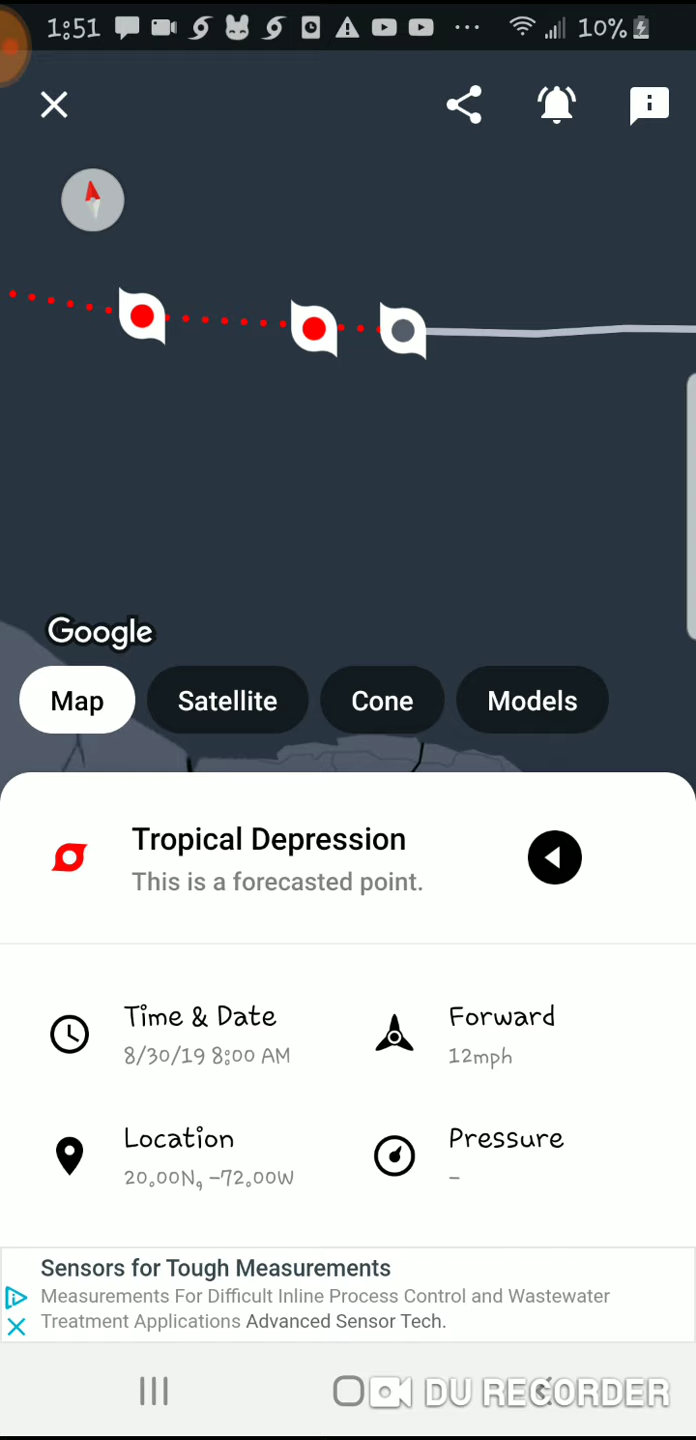 1:51
10%
Google
Map
Satellite
Cone
Models
Tropical Depression
This is a forecasted point.
Time & Date
8/30/19 8:00 AM
Forward
12mph
Location
20.00N, -72.00W
Pressure
-
Sensors for Tough Measurements
Measurements For Difficult Inline Process Control and Wastewater
Treatment Applications Advanced Sensor Tech.
DU RECORDER